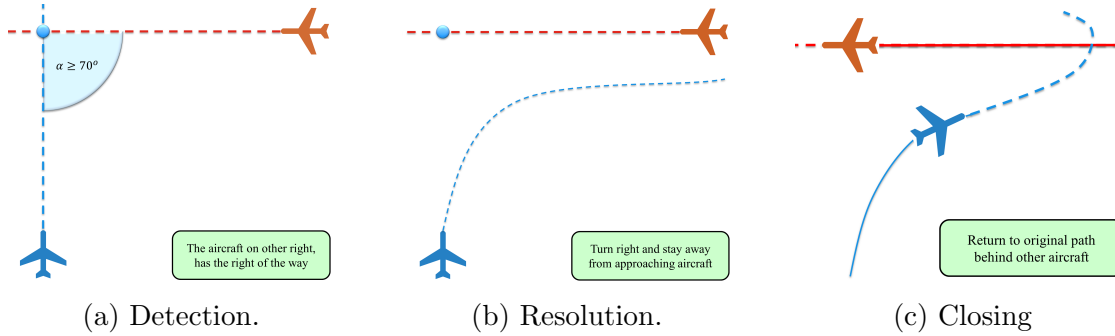 α ≥ 70°
The aircraft on other right,
has the right of the way
(a) Detection.
Turn right and stay away
from approaching aircraft
(b) Resolution.
Return to original path
behind other aircraft
(c) Closing